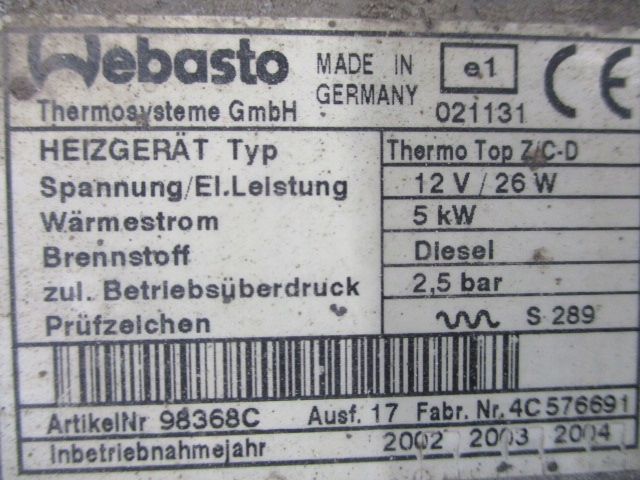 Webasto MADE IN GERMANY e1 CE
Thermosysteme GmbH 021131
HEIZGERÄT Typ Thermo Top Z/C-D
Spannung/El.Leistung 12 V / 26 W
Wärmestrom 5 kW
Brennstoff Diesel
zul. Betriebsüberdruck 2,5 bar
Prüfzeichen S 289
ArtikelNr 98368C Ausf. 17 Fabr. Nr. 4C576691
Inbetriebnahmejahr 2002 2003 2004